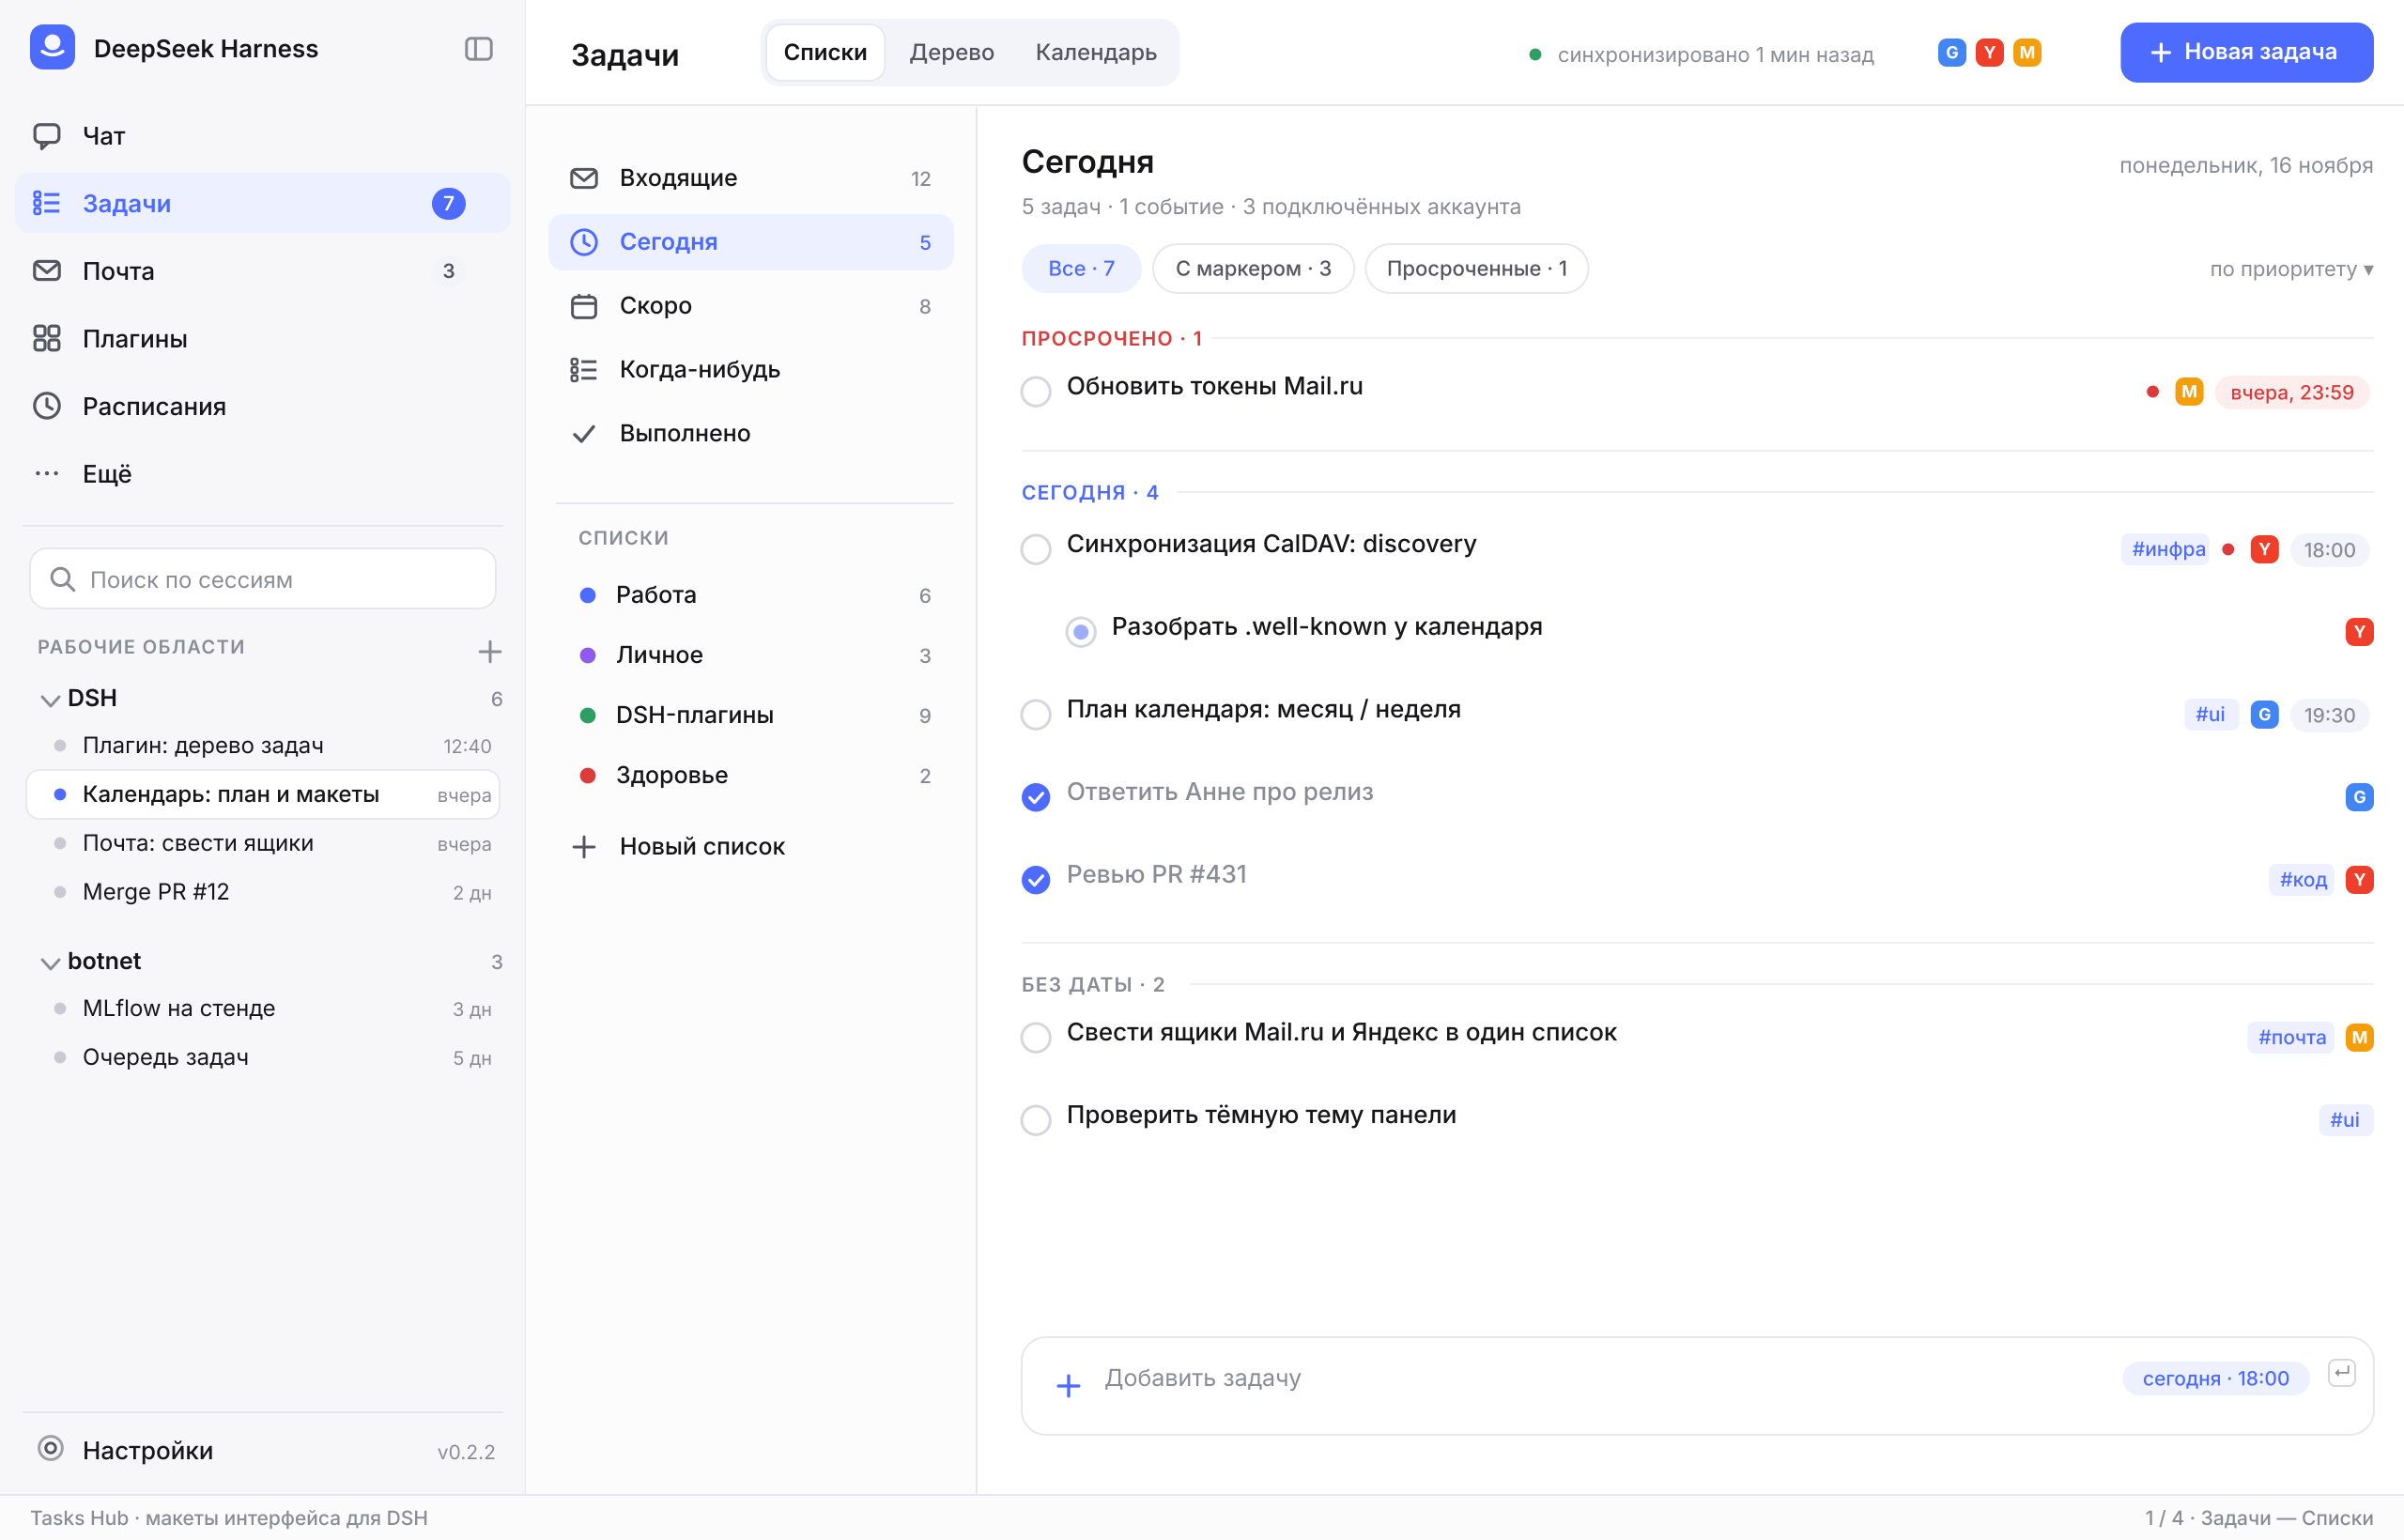 DeepSeek Harness
Чат
Задачи 7
Почта 3
Плагины
Расписания
Ещё
Поиск по сессиям
РАБОЧИЕ ОБЛАСТИ
DSH 6
Плагин: дерево задач 12:40
Календарь: план и макеты вчера
Почта: свести ящики вчера
Merge PR #12 2 дн
botnet 3
MLflow на стенде 3 дн
Очередь задач 5 дн
Настройки v0.2.2
Задачи Списки Дерево Календарь синхронизировано 1 мин назад G Y M Новая задача
Входящие 12
Сегодня 5
Скоро 8
Когда-нибудь
Выполнено
СПИСКИ
Работа 6
Личное 3
DSH-плагины 9
Здоровье 2
Новый список
Сегодня понедельник, 16 ноября
5 задач · 1 событие · 3 подключённых аккаунта
Все · 7 С маркером · 3 Просроченные · 1 по приоритету ▾
ПРОСРОЧЕНО · 1
Обновить токены Mail.ru M вчера, 23:59
СЕГОДНЯ · 4
Синхронизация CalDAV: discovery #инфра Y 18:00
Разобрать .well-known у календаря Y
План календаря: месяц / неделя #ui G 19:30
Ответить Анне про релиз G
Ревью PR #431 #код Y
БЕЗ ДАТЫ · 2
Свести ящики Mail.ru и Яндекс в один список #почта M
Проверить тёмную тему панели #ui
Добавить задачу сегодня · 18:00
Tasks Hub · макеты интерфейса для DSH 1 / 4 · Задачи — Списки